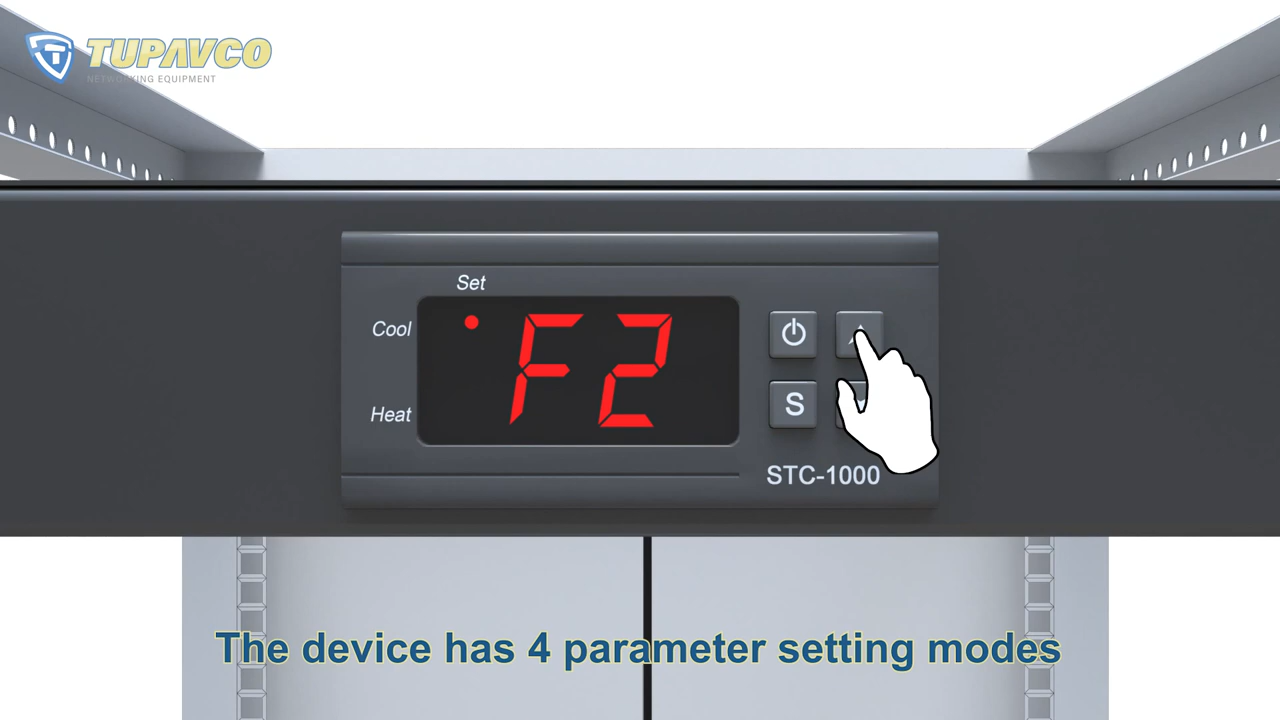 TUPAVCO
NETWORKING EQUIPMENT
Set
Cool
F2
Heat
S
STC-1000
The device has 4 parameter setting modes